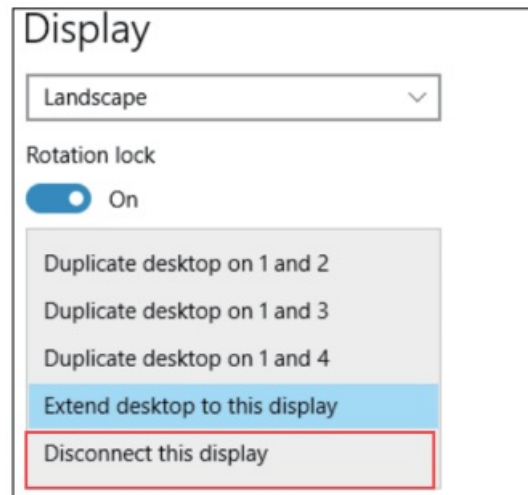 Display
Landscape
Rotation lock
On
Duplicate desktop on 1 and 2
Duplicate desktop on 1 and 3
Duplicate desktop on 1 and 4
Extend desktop to this display
Disconnect this display